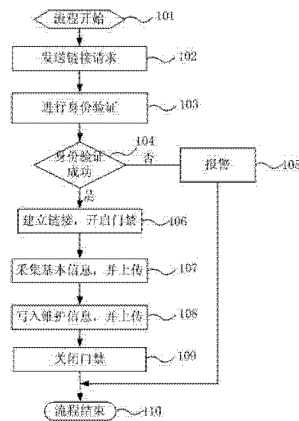 流程开始
101
发送链接请求
102
进行身份验证
103
身份验证
成功
104
否
报警
105
是
建立链接，开启门禁
106
采集基本信息，并上传
107
写入维护信息，并上传
108
关闭门禁
109
流程结束
110